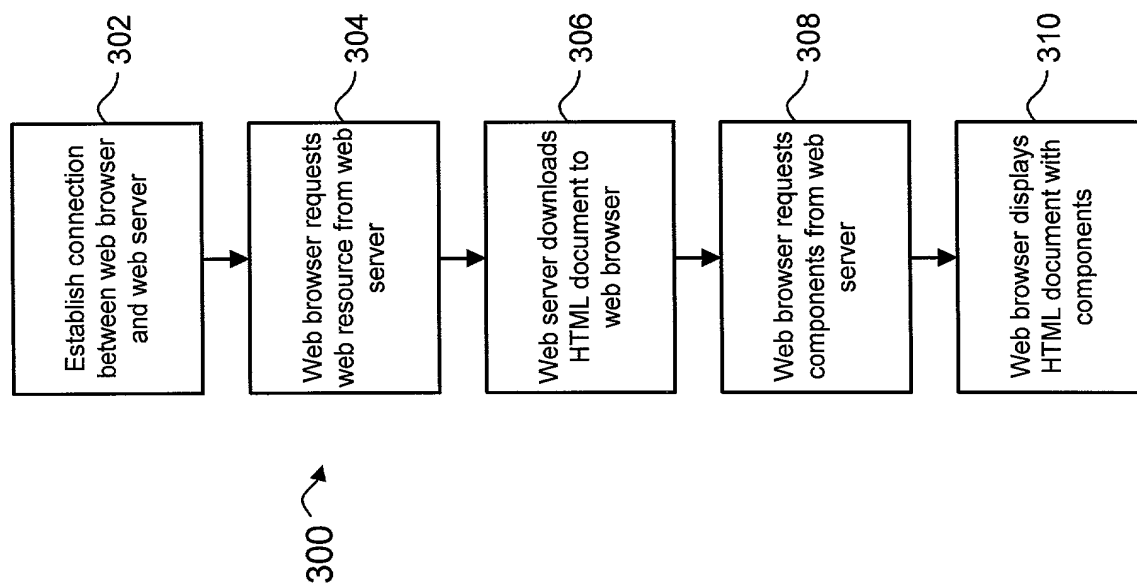 302
Establish connection
between web browser
and web server
304
Web browser requests
web resource from web
server
306
Web server downloads
HTML document to
web browser
308
Web browser requests
components from web
server
310
Web browser displays
HTML document with
components
300